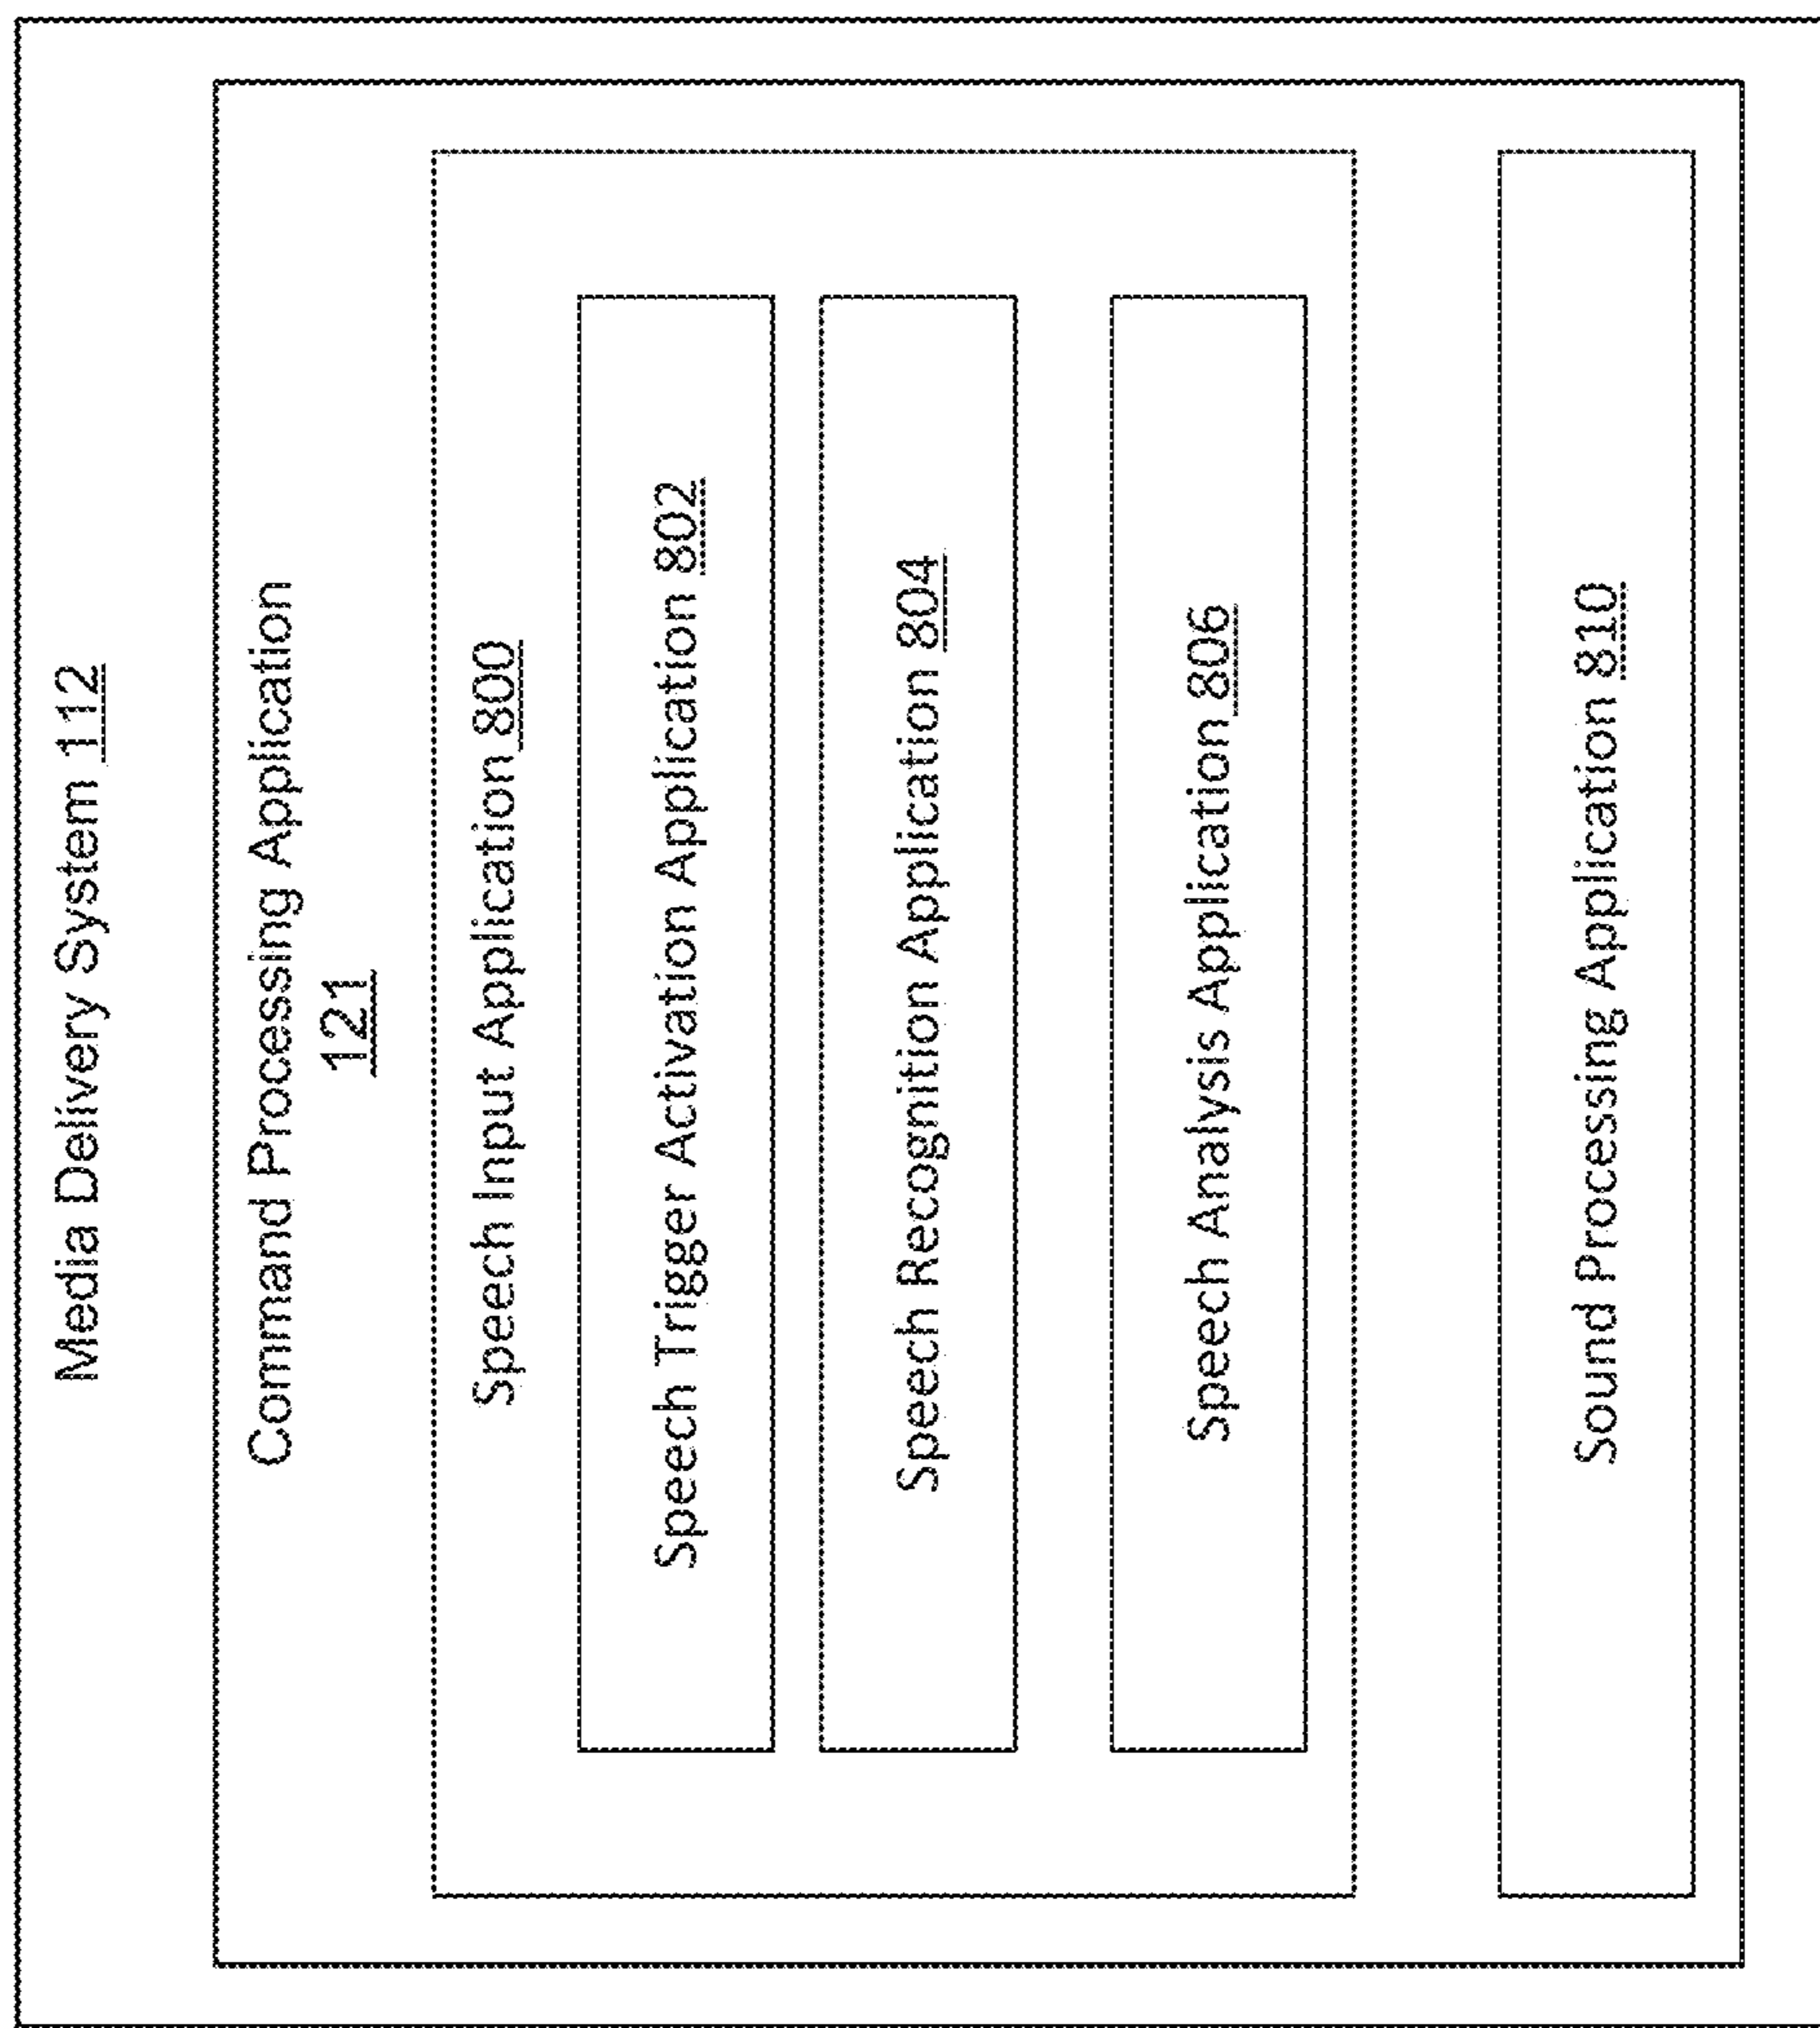 Media Delivery System 112
Command Processing Application
121
Speech Input Application 800
Speech Trigger Activation Application 802
Speech Recognition Application 804
Speech Analysis Application 806
Sound Processing Application 810